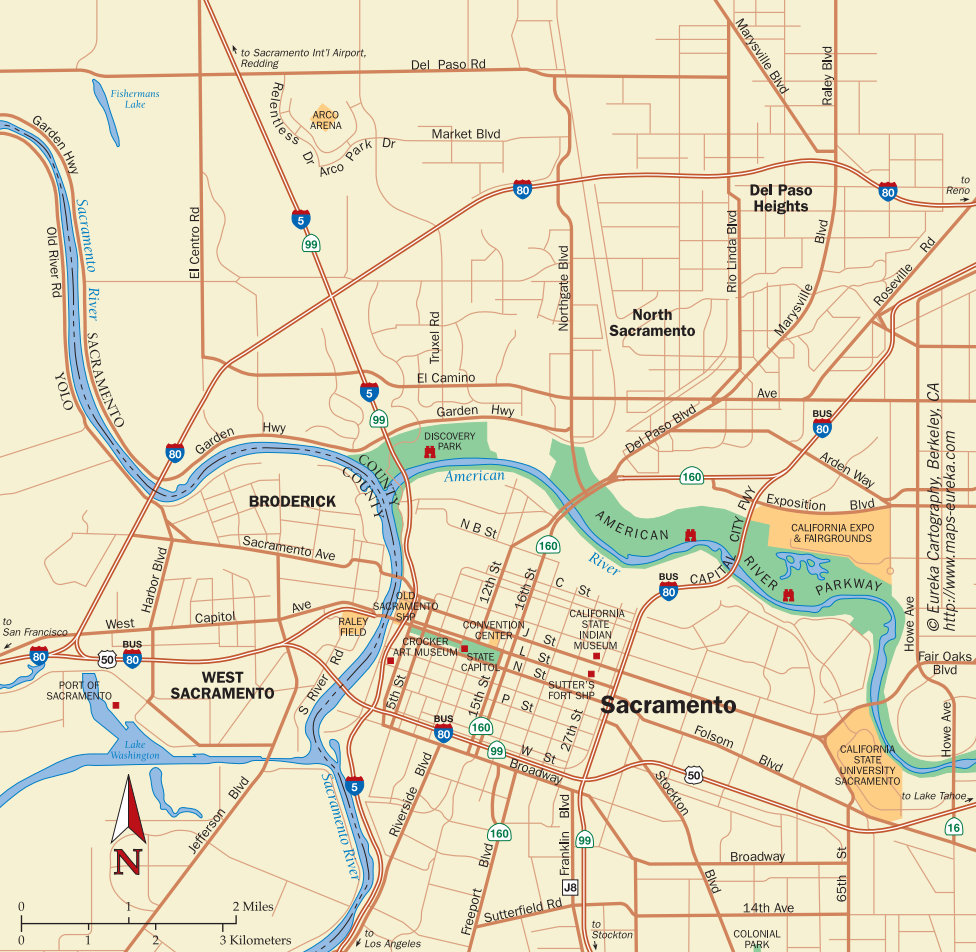 to Sacramento Int'l Airport,
Redding
Del Paso Rd
Marysville Blvd
Raley Blvd
Fishermans
Lake
Relentless Dr
ARCO
ARENA
Market Blvd
Arco Park Dr
Garden Hwy
80
to
Reno
80
Del Paso
Heights
5
99
Sacramento River
Old River Rd
El Centro Rd
Northgate Blvd
Rio Linda Blvd
Blvd
Marysville
Roseville Rd
North
Sacramento
Truxel Rd
SACRAMENTO
YOLO
El Camino
Ave
5
99
Garden Hwy
BUS
80
Del Paso Blvd
Garden Hwy
DISCOVERY
PARK
80
COUNTY
COUNTY
American
160
Arden Way
Exposition Blvd
BRODERICK
AMERICAN
CALIFORNIA EXPO
& FAIRGROUNDS
N B St
160
River
CAPITAL CITY FWY
RIVER
PARKWAY
Sacramento Ave
Harbor Blvd
12th St
16th St
C St
BUS
80
OLD
SACRAMENTO
SHP
CALIFORNIA
STATE
INDIAN
MUSEUM
Howe Ave
West Capitol Ave
to
San Francisco
RALEY
FIELD
CONVENTION
CENTER
J St
CROCKER
ART MUSEUM
STATE
CAPITOL
L St
N St
80
50
BUS
80
Fair Oaks
Blvd
PORT OF
SACRAMENTO
WEST
SACRAMENTO
S River Rd
5th St
15th St
P St
SUTTER'S
FORT SHP
27th St
Sacramento
Howe Ave
Folsom Blvd
BUS
80
160
99
W St
Broadway
Lake
Washington
CALIFORNIA
STATE
UNIVERSITY
SACRAMENTO
to Lake Tahoe
50
Stockton
Blvd
5
Sacramento River
Riverside Blvd
Jefferson Blvd
160
Franklin Blvd
99
16
N
Broadway
65th St
J8
Freeport Blvd
Sutterfield Rd
14th Ave
COLONIAL
PARK
to
Stockton
to
Los Angeles
0 1 2 Miles
0 1 2 3 Kilometers
© Eureka Cartography, Berkeley, CA
http://www.maps-eureka.com